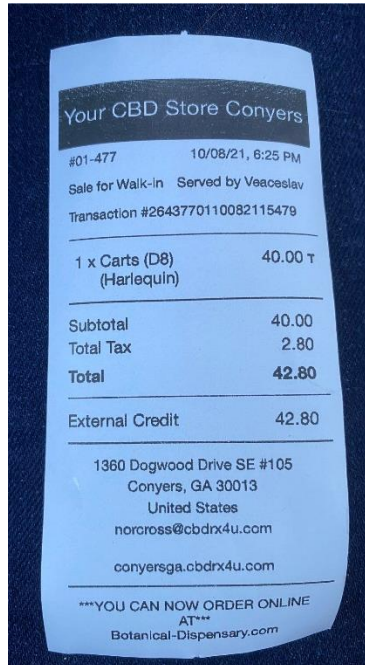 Your CBD Store Conyers
#01-477 10/08/21, 6:25 PM
Sale for Walk-in Served by Veaceslav
Transaction #2643770110082115479
1 x Carts (D8) 40.00 T
(Harlequin)
Subtotal 40.00
Total Tax 2.80
Total 42.80
External Credit 42.80
1360 Dogwood Drive SE #105
Conyers, GA 30013
United States
norcross@cbdrx4u.com
conyersga.cbdrx4u.com
***YOU CAN NOW ORDER ONLINE
AT***
Botanical-Dispensary.com